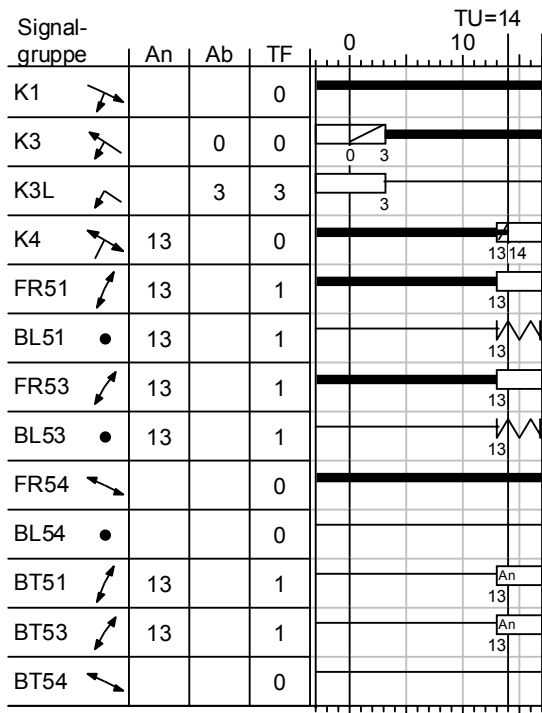 TU=14
Signal-
gruppe An Ab TF 0 10
K1 0
K3 0 0 0 3
K3L 3 3 3
K4 13 0 13 14
FR51 13 1 13
BL51 13 1 13
FR53 13 1 13
BL53 13 1 13
FR54 0
BL54 0
BT51 13 1 An 13
BT53 13 1 An 13
BT54 0